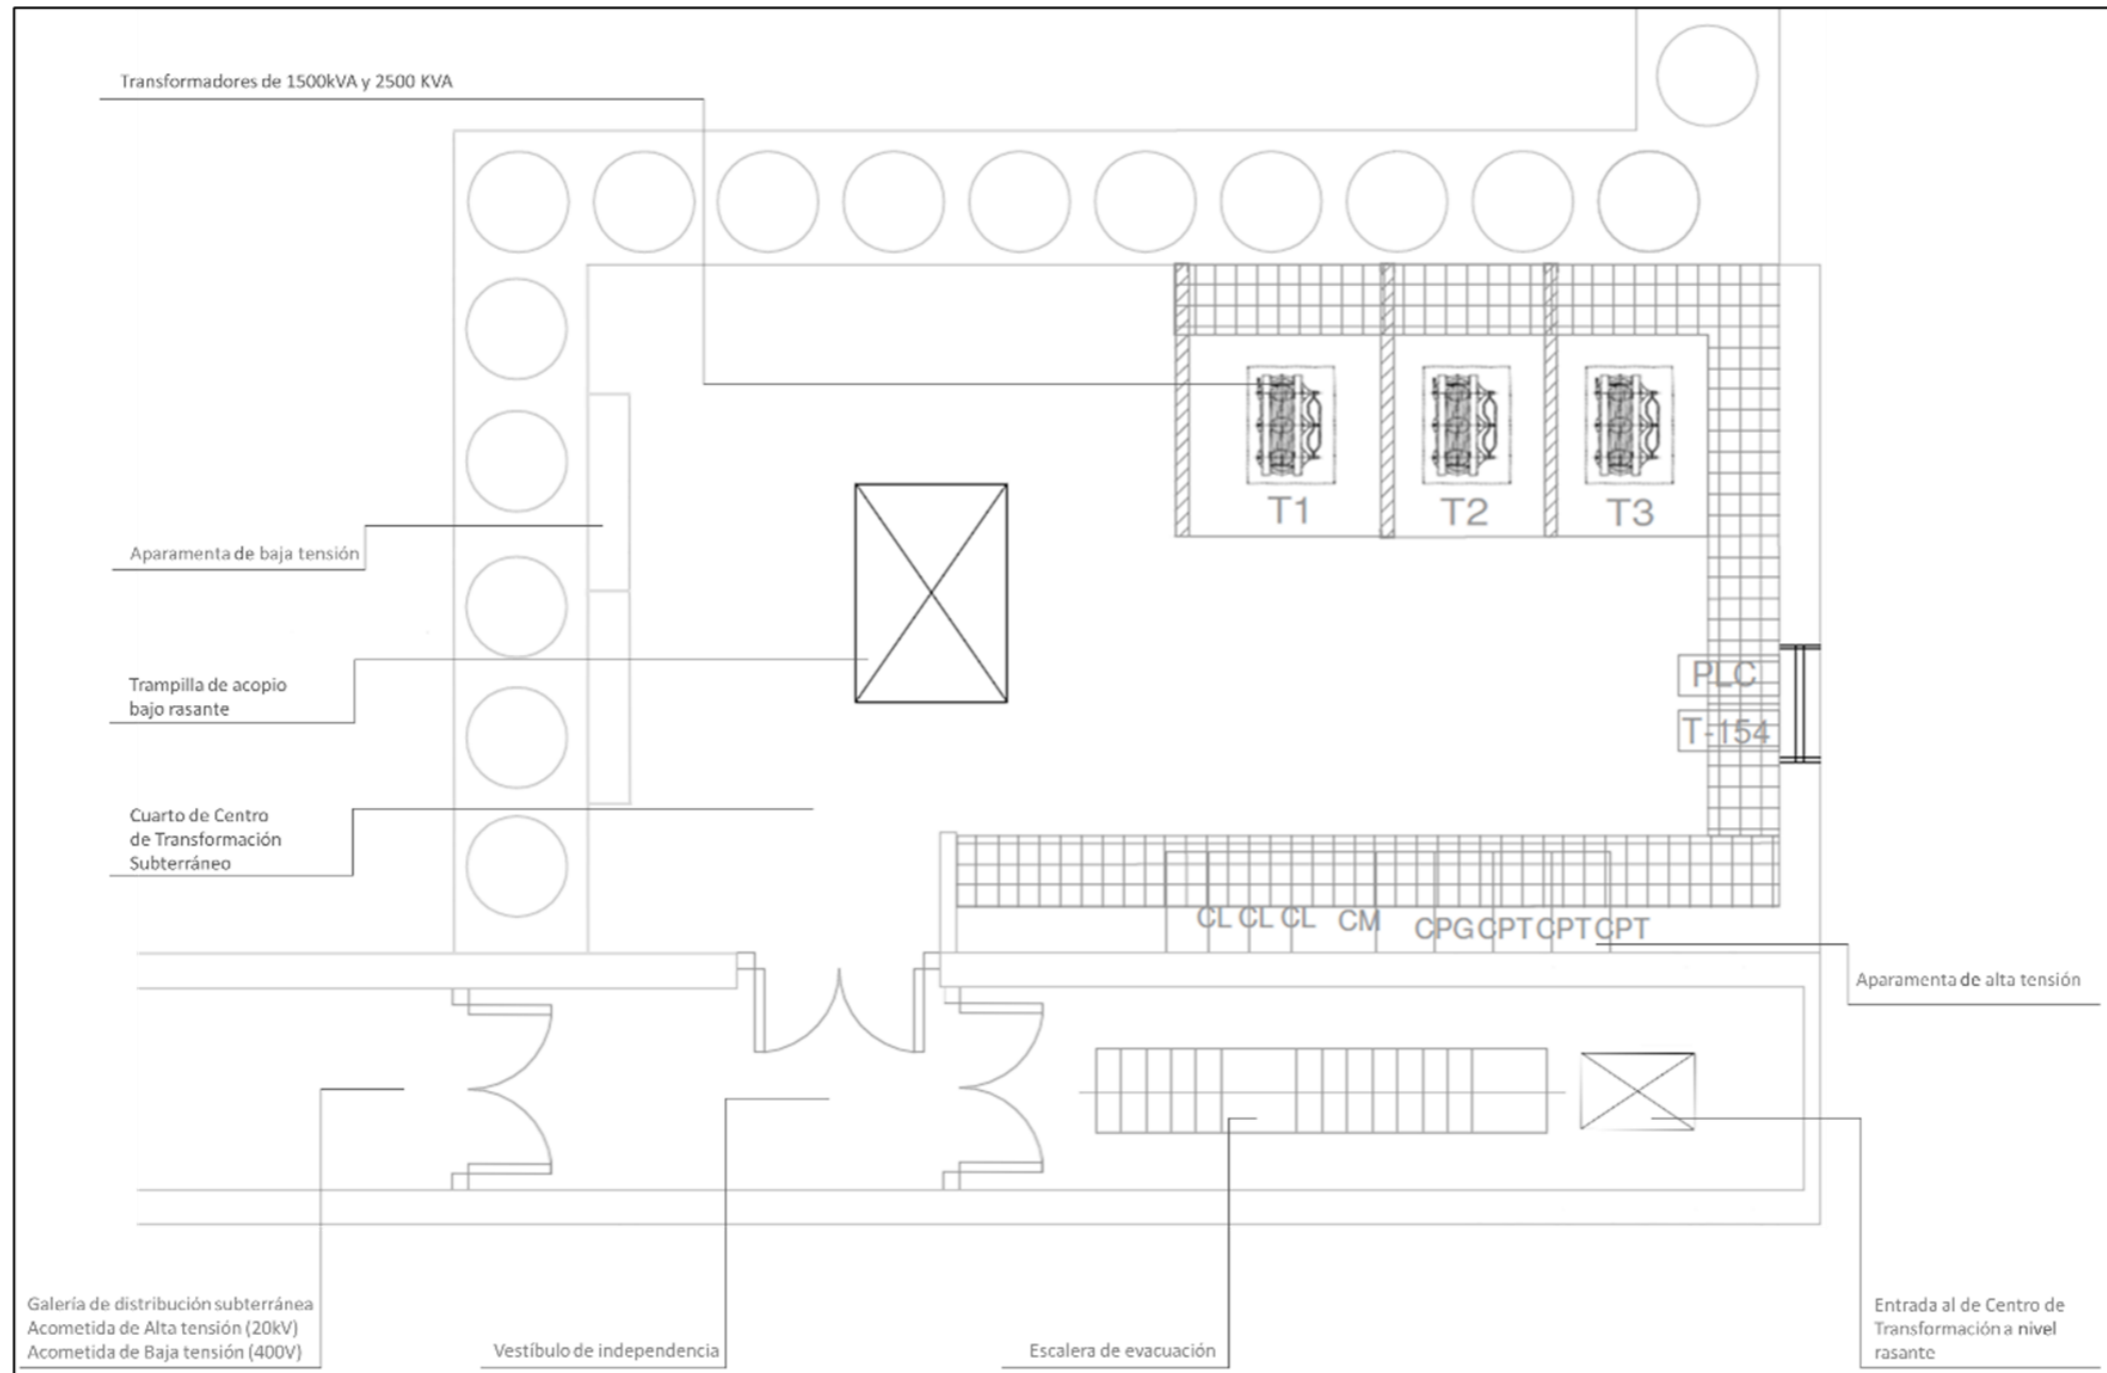 Transformadores de 1500kVA y 2500 KVA
T1
T2
T3
Aparamenta de baja tensión
PLC
Trampilla de acopio
bajo rasante
T-154
Cuarto de Centro
de Transformación
Subterráneo
CL CL CL CM CPG CPT CPT CPT
Aparamenta de alta tensión
Galería de distribución subterránea
Acometida de Alta tensión (20kV)
Acometida de Baja tensión (400V)
Vestíbulo de independencia
Escalera de evacuación
Entrada al de Centro de
Transformación a nivel
rasante